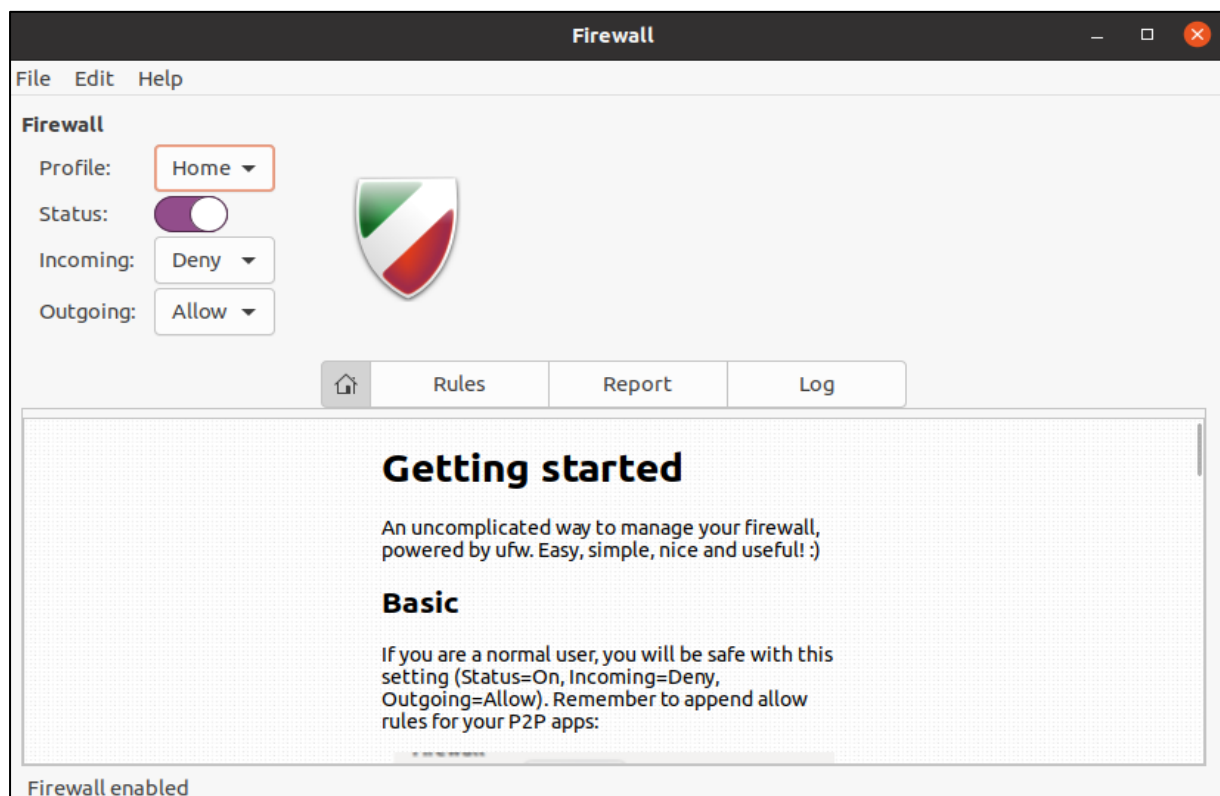 Firewall
File Edit Help
Firewall
Profile: Home
Status:
Incoming: Deny
Outgoing: Allow
Rules Report Log
Getting started
An uncomplicated way to manage your firewall,
powered by ufw. Easy, simple, nice and useful! :)
Basic
If you are a normal user, you will be safe with this
setting (Status=On, Incoming=Deny,
Outgoing=Allow). Remember to append allow
rules for your P2P apps:
Firewall enabled